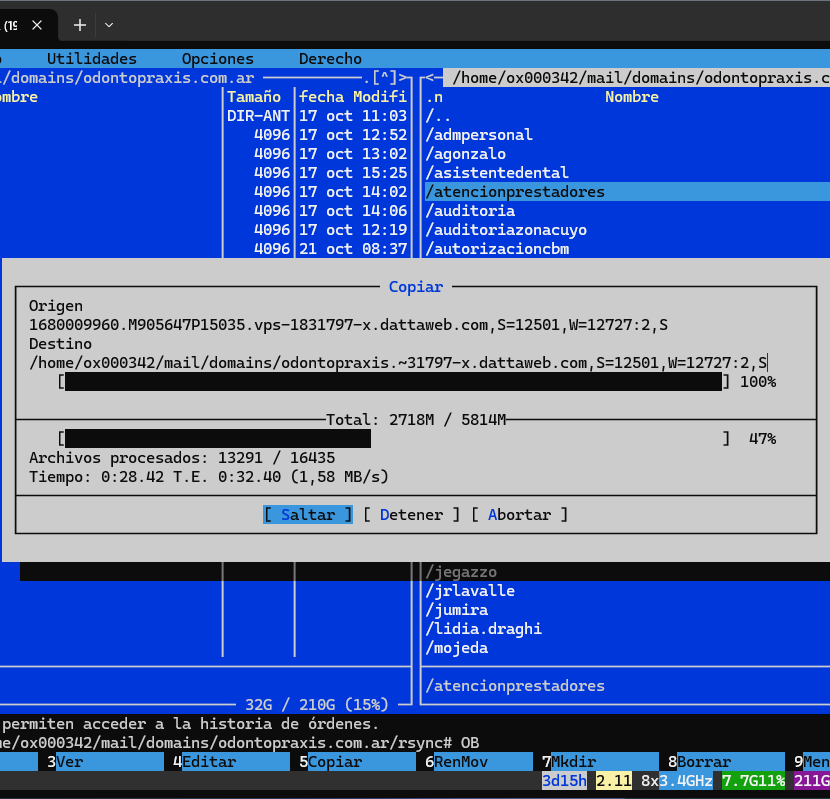 (19
Utilidades Opciones Derecho
/domains/odontopraxis.com.ar .[^]> <─ /home/ox000342/mail/domains/odontopraxis.c
ombre Tamaño fecha Modifi .n Nombre
DIR-ANT 17 oct 11:03 /..
4096 17 oct 12:52 /admpersonal
4096 17 oct 13:02 /agonzalo
4096 17 oct 15:25 /asistentedental
4096 17 oct 14:02 /atencionprestadores
4096 17 oct 14:06 /auditoria
4096 17 oct 12:19 /auditoriazonacuyo
4096 21 oct 08:37 /autorizacioncbm
Copiar
Origen
1680009960.M905647P15035.vps-1831797-x.dattaweb.com,S=12501,W=12727:2,S
Destino
/home/ox000342/mail/domains/odontopraxis.~31797-x.dattaweb.com,S=12501,W=12727:2,S
[ ] 100%
Total: 2718M / 5814M
[ ] 47%
Archivos procesados: 13291 / 16435
Tiempo: 0:28.42 T.E. 0:32.40 (1,58 MB/s)
[ Saltar ] [ Detener ] [ Abortar ]
/jegazzo
/jrlavalle
/jumira
/lidia.draghi
/mojeda
/atencionprestadores
32G / 210G (15%)
permiten acceder a la historia de órdenes.
me/ox000342/mail/domains/odontopraxis.com.ar/rsync# OB
3Ver 4Editar 5Copiar 6RenMov 7Mkdir 8Borrar 9Men
3d15h 2.11 8x3.4GHz 7.7G11% 211G